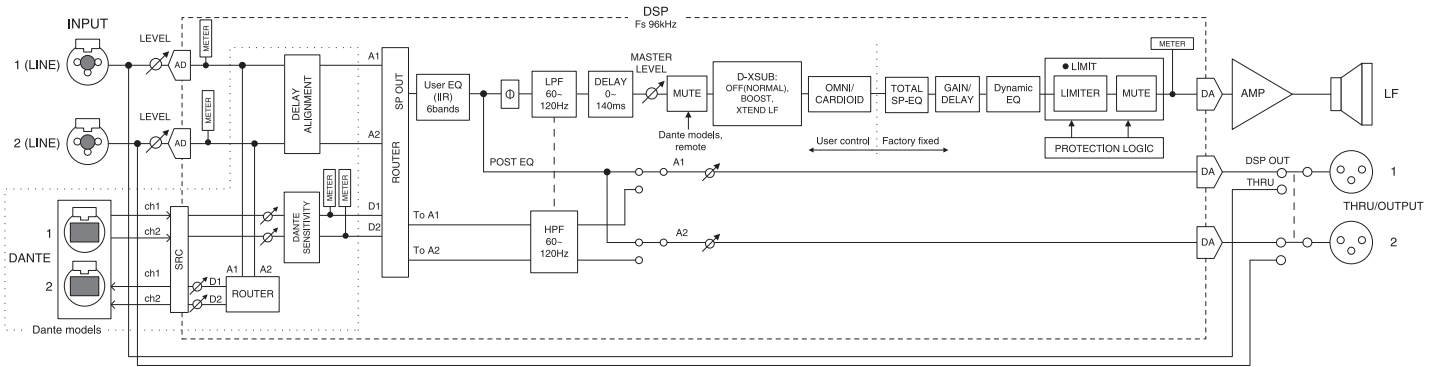 DSP
Fs 96kHz
INPUT
LEVEL
METER
1 (LINE)
AD
A1
LEVEL
METER
2 (LINE)
AD
A2
DELAY ALIGNMENT
SP OUT
ROUTER
User EQ
(IIR)
6bands
Φ
LPF
60~
120Hz
DELAY
0~
140ms
MASTER
LEVEL
MUTE
Dante models,
remote
D-XSUB:
OFF(NORMAL),
BOOST,
XTEND LF
OMNI/
CARDIOID
TOTAL
SP-EQ
GAIN/
DELAY
Dynamic
EQ
LIMIT
LIMITER
MUTE
PROTECTION LOGIC
User control
Factory fixed
METER
DA
AMP
LF
POST EQ
A1
DA
DSP OUT
1
THRU
THRU/OUTPUT
A2
DA
2
To A1
To A2
HPF
60~
120Hz
METER
METER
D1
D2
DANTE
SENSITIVITY
DANTE
1
ch1
ch2
SRC
2
ch1
ch2
D1
D2
A1
A2
ROUTER
Dante models